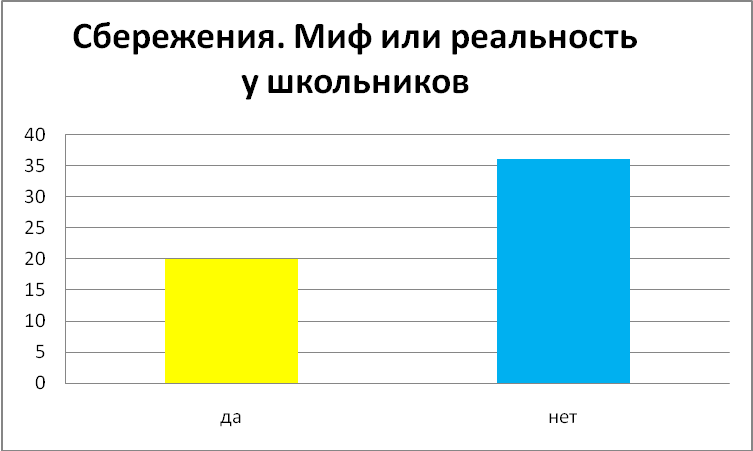 Сбережения. Миф или реальность
у школьников
40
35
30
25
20
15
10
5
0
да
нет